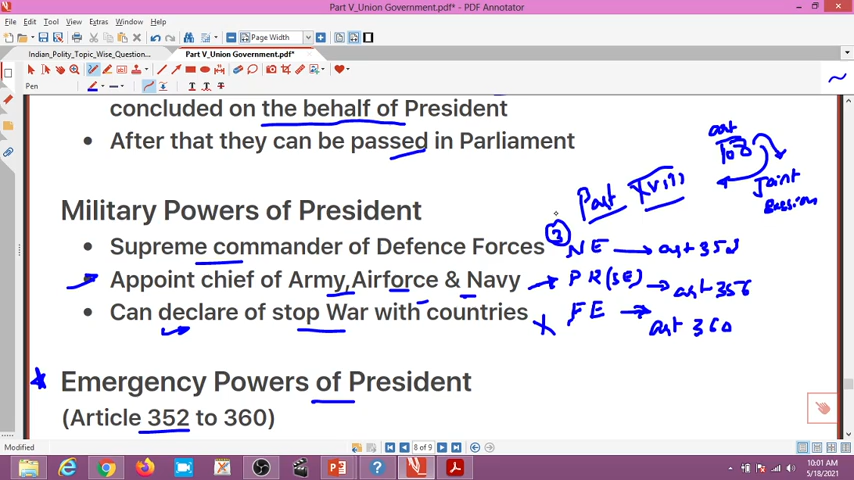 Part V_Union Government.pdf* - PDF Annotator
File Edit Tool View Window Help
Page Width
Indian_Polity_Topic_Wise_Question... Part V_Union Government.pdf*
Pen
concluded on the behalf of President
• After that they can be passed in Parliament
art
108
Joint
Session
Part XVIII
Military Powers of President
• Supreme commander of Defence Forces
3
NE → art 352
• Appoint chief of Army,Airforce & Navy
PR(SE) → art 356
• Can declare of stop War with countries
FE → art 360
Emergency Powers of President
(Article 352 to 360)
Modified
8 of 9
10:01 AM
5/18/2021